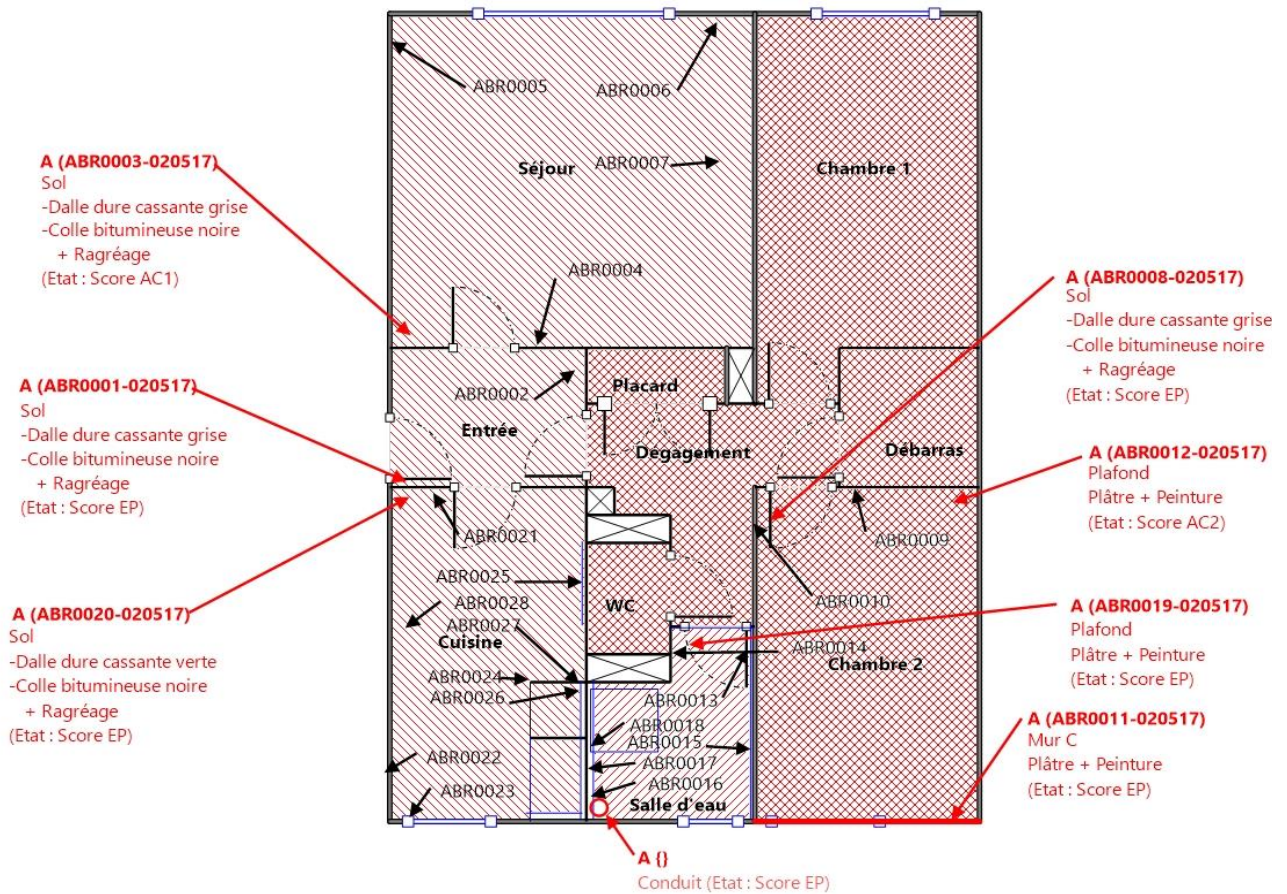 ABR0005
ABR0006
A (ABR0003-020517)
Sol
-Dalle dure cassante grise
-Colle bitumineuse noire
+ Ragréage
(Etat : Score AC1)
Séjour
ABR0007
Chambre 1
ABR0004
A (ABR0008-020517)
Sol
-Dalle dure cassante grise
-Colle bitumineuse noire
+ Ragréage
(Etat : Score EP)
A (ABR0001-020517)
Sol
-Dalle dure cassante grise
-Colle bitumineuse noire
+ Ragréage
(Etat : Score EP)
ABR0002
Entrée
Placard
Dégagement
Débarras
A (ABR0012-020517)
Plafond
Plâtre + Peinture
(Etat : Score AC2)
ABR0021
ABR0009
ABR0025
ABR0028
ABR0027
Cuisine
WC
ABR0010
A (ABR0019-020517)
Plafond
Plâtre + Peinture
(Etat : Score EP)
A (ABR0020-020517)
Sol
-Dalle dure cassante verte
-Colle bitumineuse noire
+ Ragréage
(Etat : Score EP)
ABR0014
Chambre 2
ABR0024
ABR0026
ABR0013
ABR0018
ABR0015
ABR0017
ABR0016
Salle d'eau
ABR0022
ABR0023
A (ABR0011-020517)
Mur C
Plâtre + Peinture
(Etat : Score EP)
A {}
Conduit (Etat : Score EP)